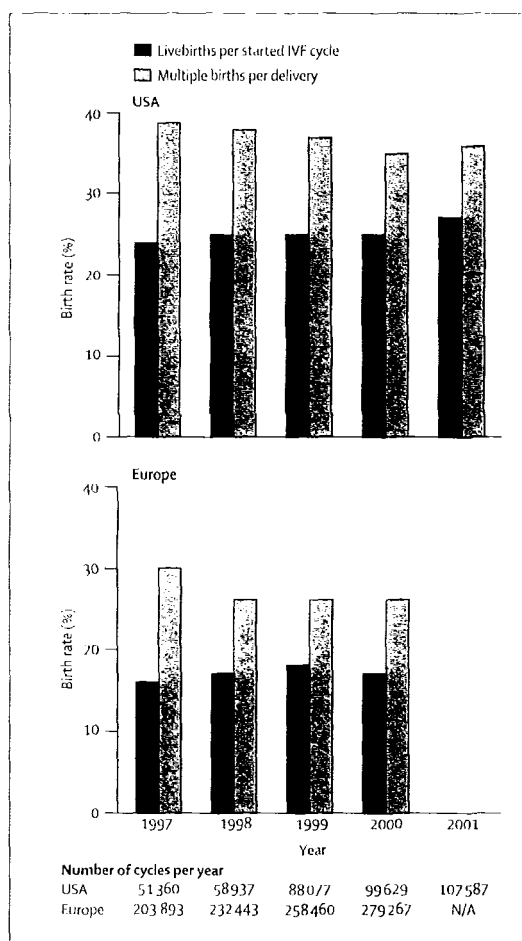 Livebirths per started IVF cycle
Multiple births per delivery
USA
40
30
20
10
0
Birth rate (%)
Europe
40
30
20
10
0
Birth rate (%)
1997 1998 1999 2000 2001
Year
Number of cycles per year
USA 51 360 58 937 88 077 99 629 107 587
Europe 203 893 232 443 258 460 279 267 N/A